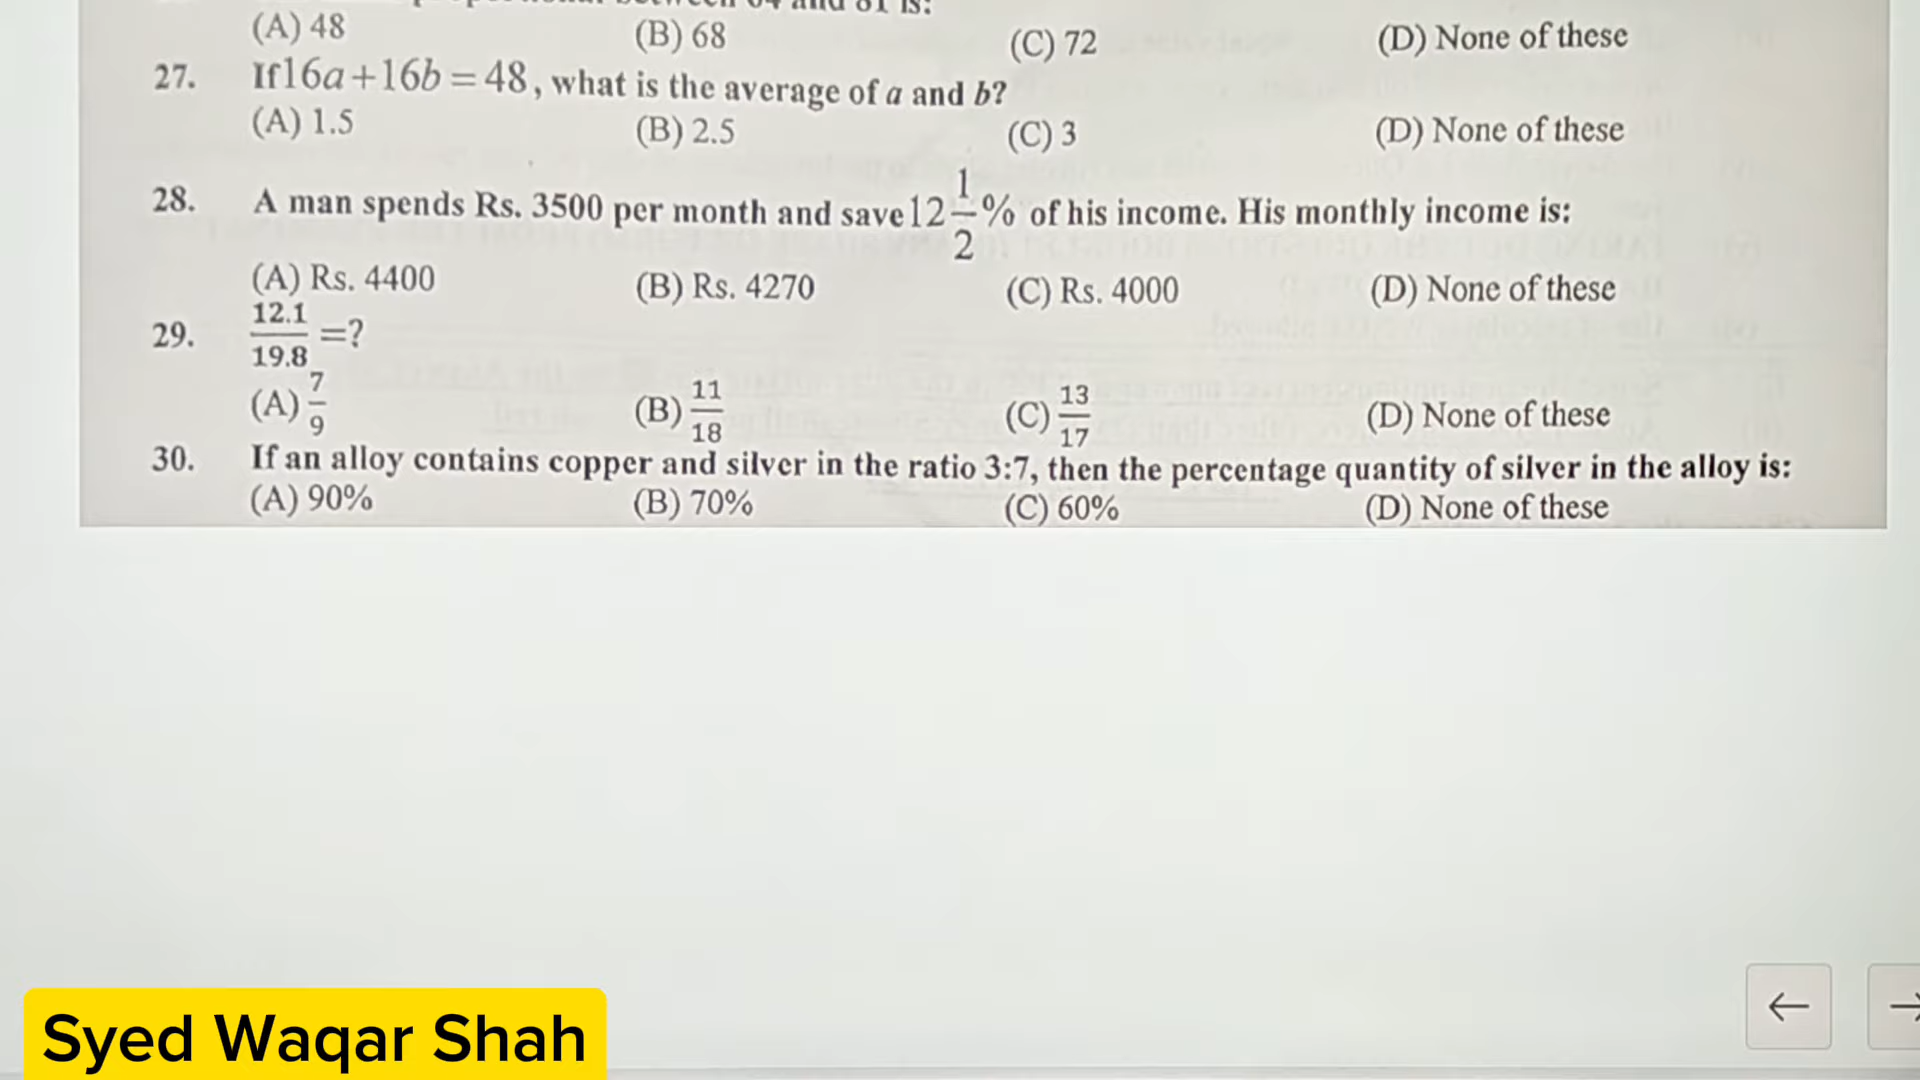 81 is:
(A) 48 (B) 68 (C) 72 (D) None of these
27. If 16a+16b=48, what is the average of a and b?
(A) 1.5 (B) 2.5 (C) 3 (D) None of these
28. A man spends Rs. 3500 per month and save 12 1/2 % of his income. His monthly income is:
(A) Rs. 4400 (B) Rs. 4270 (C) Rs. 4000 (D) None of these
29. 12.1/19.8 =?
(A) 7/9 (B) 11/18 (C) 13/17 (D) None of these
30. If an alloy contains copper and silver in the ratio 3:7, then the percentage quantity of silver in the alloy is:
(A) 90% (B) 70% (C) 60% (D) None of these
Syed Waqar Shah